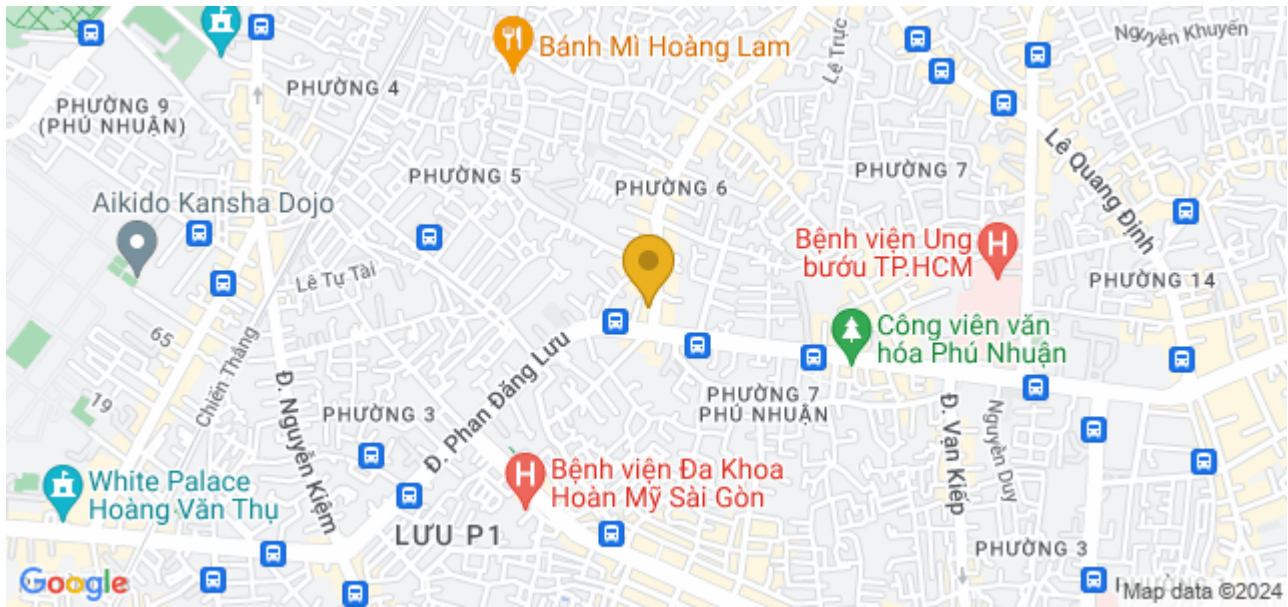 Bánh Mì Hoàng Lam
Lê Trực
Nguyễn Khuyến
PHƯỜNG 4
PHƯỜNG 9
(PHÚ NHUẬN)
Lê Quang Định
PHƯỜNG 5
PHƯỜNG 6
PHƯỜNG 7
Aikido Kansha Dojo
Bệnh viện Ung
bướu TP.HCM
Lê Tự Tài
PHƯỜNG 14
65
Chiến Thắng
Đ. Phan Đăng Lưu
Công viên văn
hóa Phú Nhuận
19
Đ. Nguyễn Kiệm
PHƯỜNG 3
PHƯỜNG 7
PHÚ NHUẬN
Đ. Vạn Kiếp
Nguyễn Duy
White Palace
Hoàng Văn Thụ
Bệnh viện Đa Khoa
Hoàn Mỹ Sài Gòn
LƯU P1
PHƯỜNG 3
Google
Map data ©2024